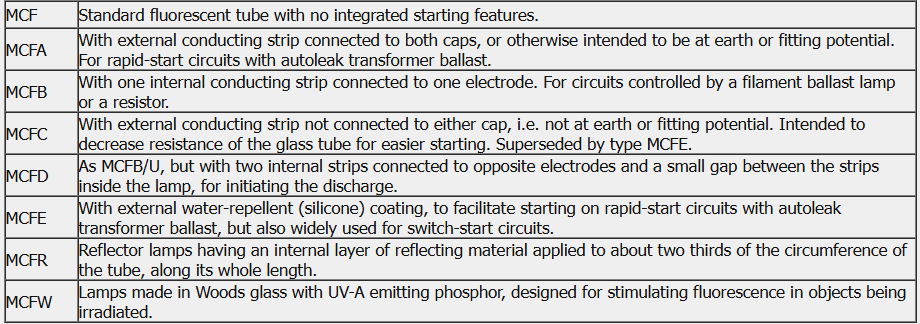 MCF Standard fluorescent tube with no integrated starting features.
MCFA With external conducting strip connected to both caps, or otherwise intended to be at earth or fitting potential.
For rapid-start circuits with autoleak transformer ballast.
MCFB With one internal conducting strip connected to one electrode. For circuits controlled by a filament ballast lamp
or a resistor.
MCFC With external conducting strip not connected to either cap, i.e. not at earth or fitting potential. Intended to
decrease resistance of the glass tube for easier starting. Superseded by type MCFE.
MCFD As MCFB/U, but with two internal strips connected to opposite electrodes and a small gap between the strips
inside the lamp, for initiating the discharge.
MCFE With external water-repellent (silicone) coating, to facilitate starting on rapid-start circuits with autoleak
transformer ballast, but also widely used for switch-start circuits.
MCFR Reflector lamps having an internal layer of reflecting material applied to about two thirds of the circumference of
the tube, along its whole length.
MCFW Lamps made in Woods glass with UV-A emitting phosphor, designed for stimulating fluorescence in objects being
irradiated.